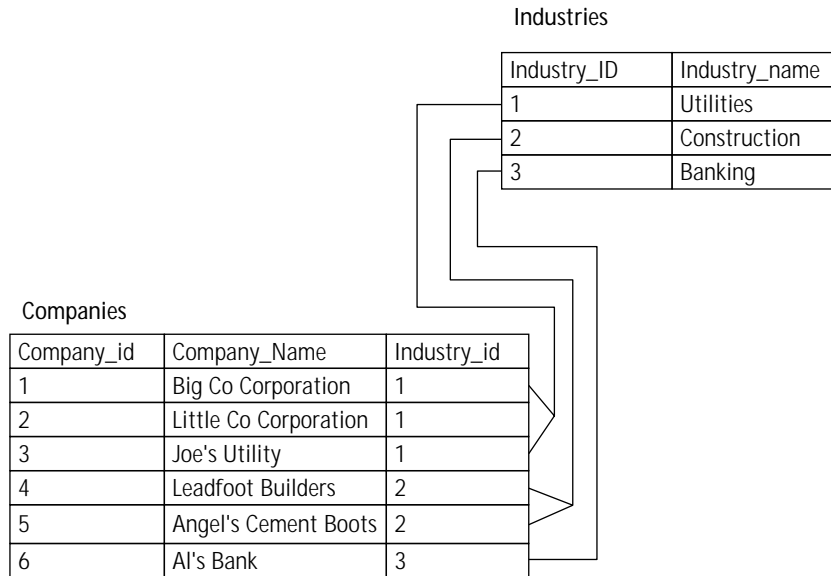 Industries
Industry_ID Industry_name
1 Utilities
2 Construction
3 Banking
Companies
Company_id Company_Name Industry_id
1 Big Co Corporation 1
2 Little Co Corporation 1
3 Joe's Utility 1
4 Leadfoot Builders 2
5 Angel's Cement Boots 2
6 Al's Bank 3